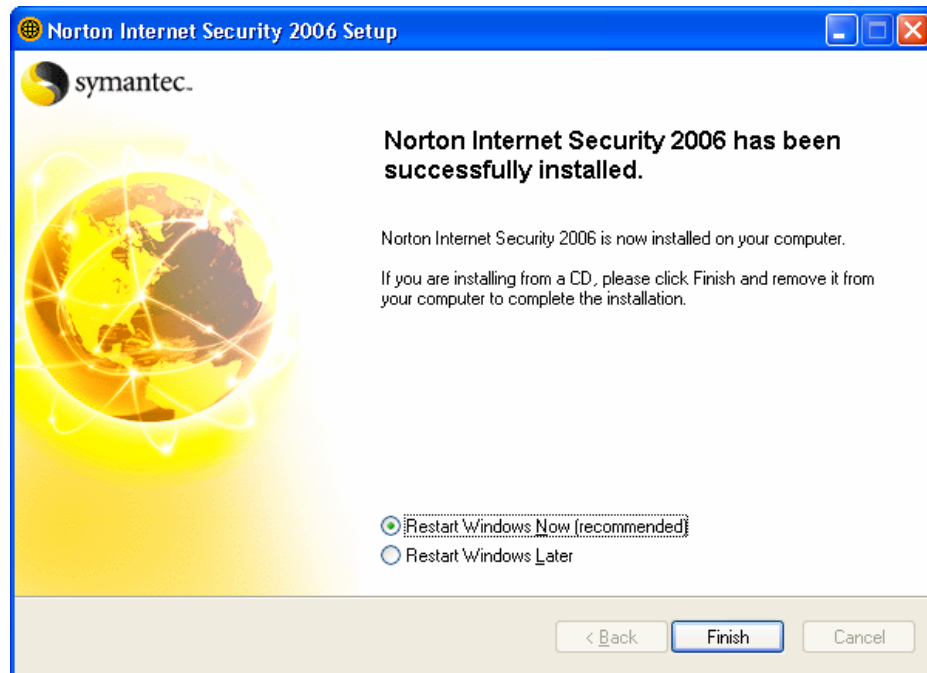 Norton Internet Security 2006 Setup
symantec.
Norton Internet Security 2006 has been
successfully installed.
Norton Internet Security 2006 is now installed on your computer.
If you are installing from a CD, please click Finish and remove it from
your computer to complete the installation.
Restart Windows Now (recommended)
Restart Windows Later
< Back
Finish
Cancel